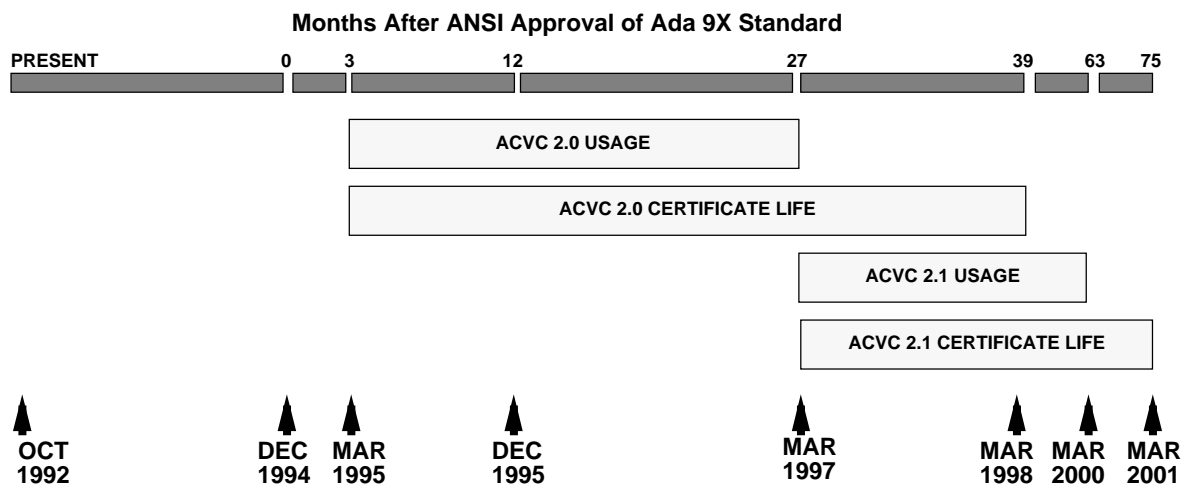 Months After ANSI Approval of Ada 9X Standard
PRESENT 0 3 12 27 39 63 75
ACVC 2.0 USAGE
ACVC 2.0 CERTIFICATE LIFE
ACVC 2.1 USAGE
ACVC 2.1 CERTIFICATE LIFE
OCT DEC MAR DEC MAR MAR MAR MAR
1992 1994 1995 1995 1997 1998 2000 2001